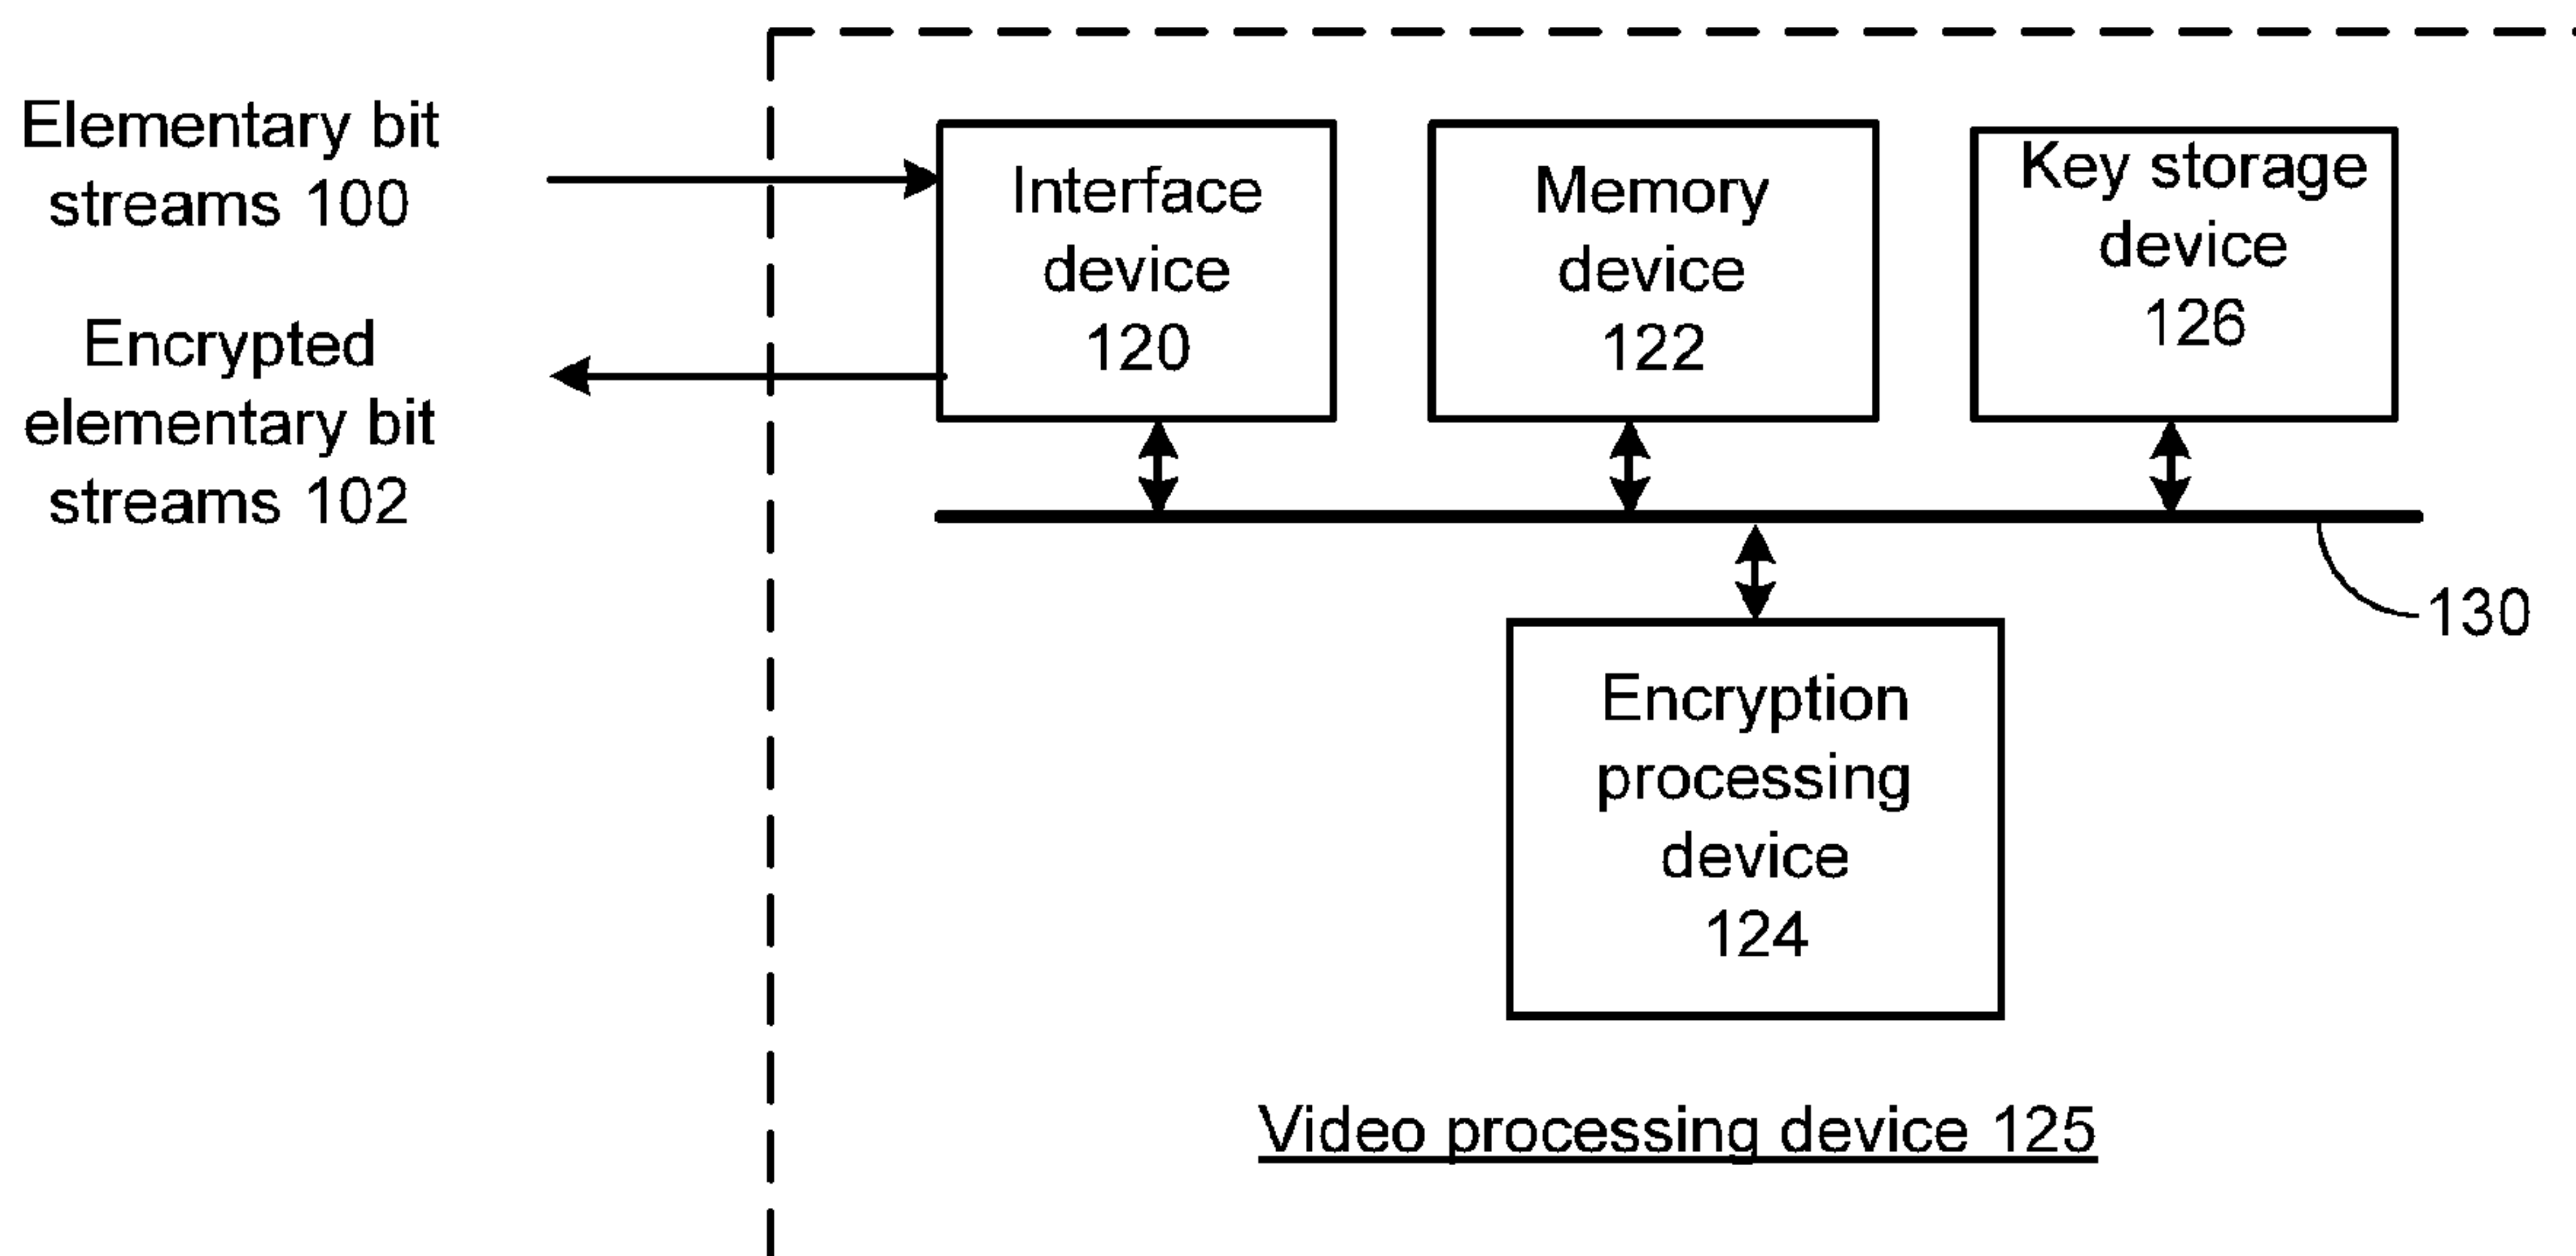 Elementary bit
streams 100
Encrypted
elementary bit
streams 102
Interface
device
120
Memory
device
122
Key storage
device
126
130
Encryption
processing
device
124
Video processing device 125